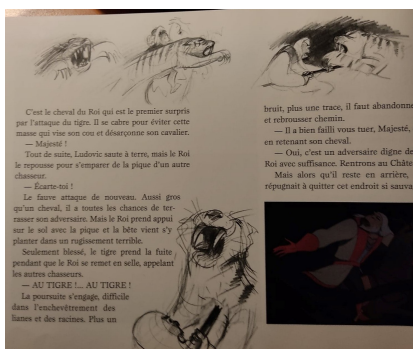 C'est le cheval du Roi qui est le premier surpris
par l'attaque du tigre. Il se cabre pour éviter cette
masse qui vise son cou et désarçonne son cavalier.
— Majesté !
Tout de suite, Ludovic saute à terre, mais le Roi
le repousse pour s'emparer de la pique d'un autre
chasseur.
— Écarte-toi !
Le fauve attaque de nouveau. Aussi gros
qu'un cheval, il a toutes les chances de ter-
rasser son adversaire. Mais le Roi prend appui
sur le sol avec la pique et la bête vient s'y
planter dans un rugissement terrible.
Seulement blessé, le tigre prend la fuite
pendant que le Roi se remet en selle, appelant
les autres chasseurs.
— AU TIGRE !... AU TIGRE !
La poursuite s'engage, difficile
dans l'enchevêtrement des
lianes et des racines. Plus un
bruit, plus une trace, il faut abandonne
et rebrousser chemin.
— Il a bien failli vous tuer, Majesté,
en retenant son cheval.
— Oui, c'est un adversaire digne de
Roi avec suffisance. Rentrons au Châte
Mais alors qu'il reste en arrière,
répugnait à quitter cet endroit si sauva